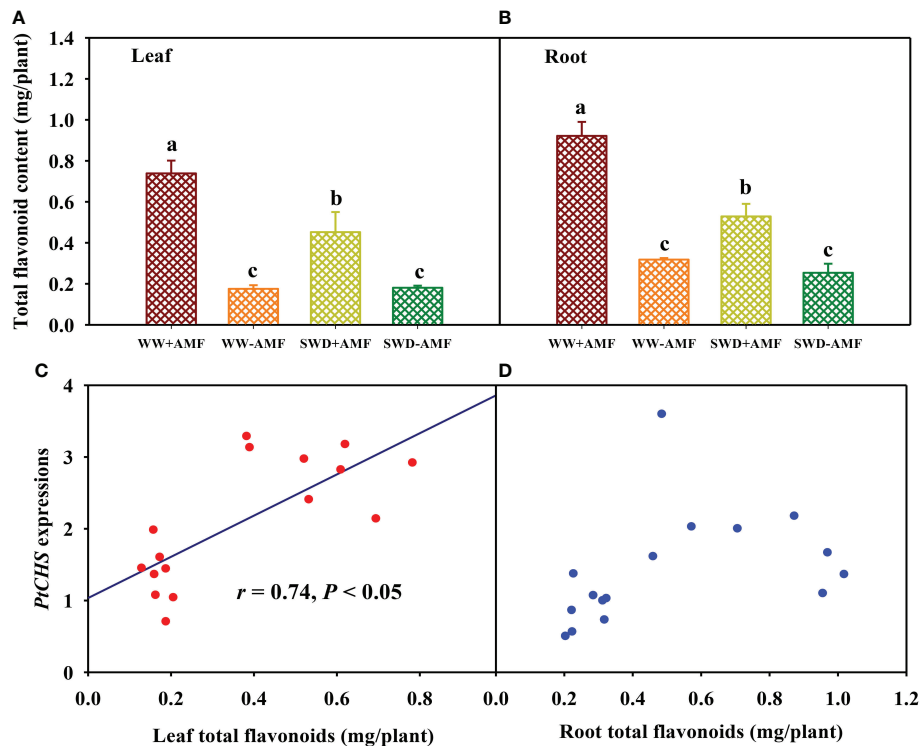 A
B
Total flavonoid content (mg/plant)
1.4
1.2
1.0
0.8
0.6
0.4
0.2
0.0
Leaf
a
c
b
c
WW+AMF
WW-AMF
SWD+AMF
SWD-AMF
Root
a
c
b
c
WW+AMF
WW-AMF
SWD+AMF
SWD-AMF
C
D
PtCHS expressions
4
3
2
1
0
r = 0.74, P < 0.05
0.0 0.2 0.4 0.6 0.8
Leaf total flavonoids (mg/plant)
0.0 0.2 0.4 0.6 0.8 1.0 1.2
Root total flavonoids (mg/plant)